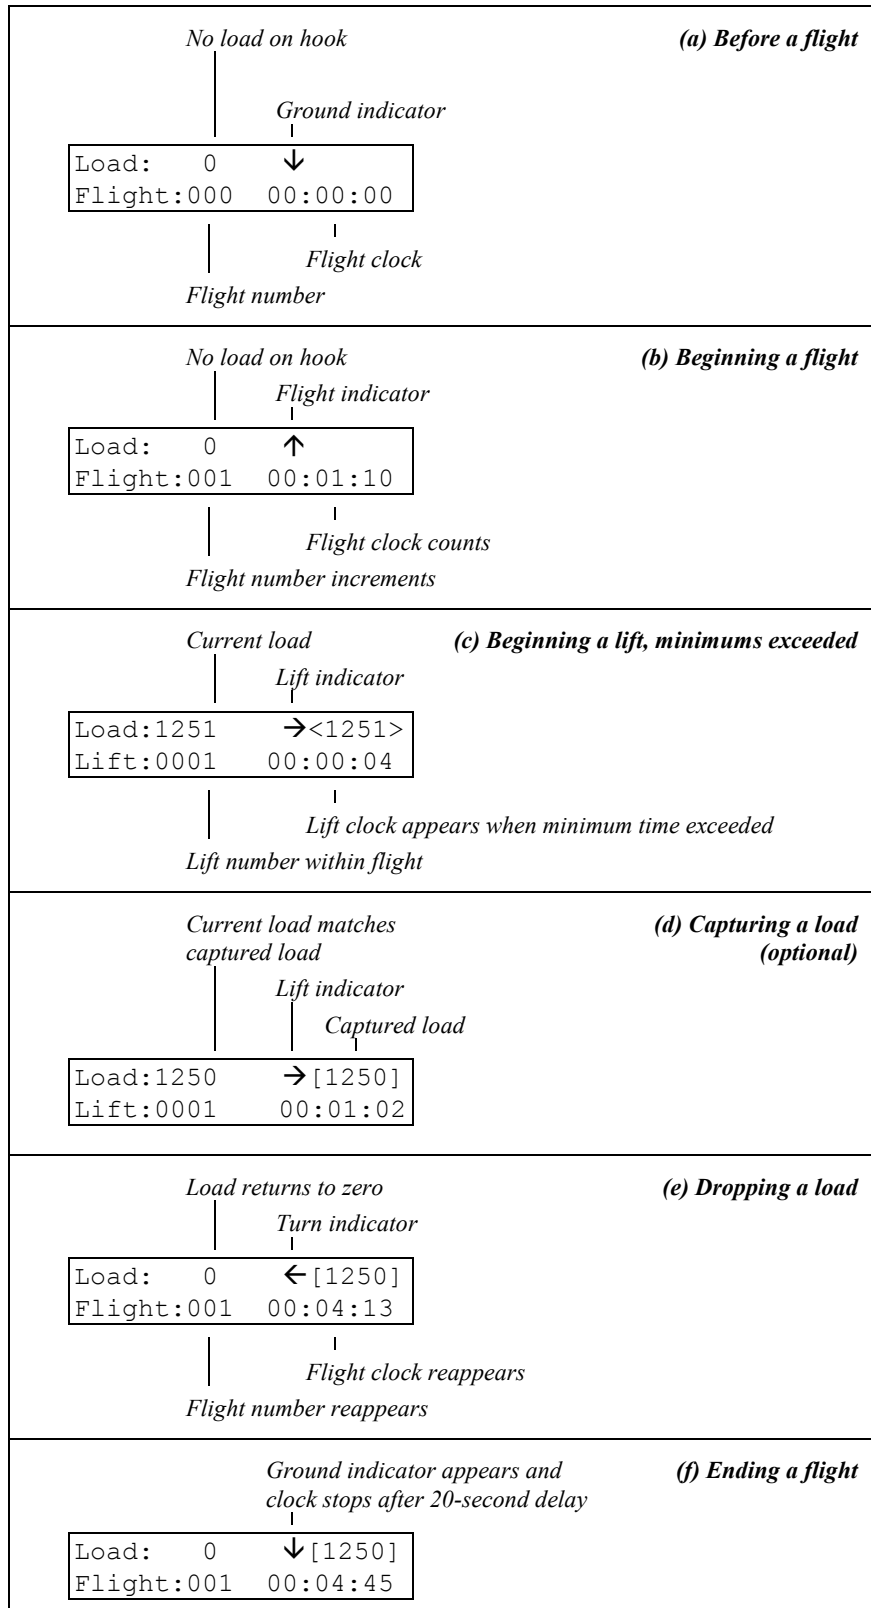 No load on hook (a) Before a flight
Ground indicator
Load: 0 ↓
Flight:000 00:00:00
Flight clock
Flight number
No load on hook (b) Beginning a flight
Flight indicator
Load: 0 ↑
Flight:001 00:01:10
Flight clock counts
Flight number increments
Current load (c) Beginning a lift, minimums exceeded
Lift indicator
Load:1251 →<1251>
Lift:0001 00:00:04
Lift clock appears when minimum time exceeded
Lift number within flight
Current load matches (d) Capturing a load
captured load (optional)
Lift indicator
Captured load
Load:1250 →[1250]
Lift:0001 00:01:02
Load returns to zero (e) Dropping a load
Turn indicator
Load: 0 ←[1250]
Flight:001 00:04:13
Flight clock reappears
Flight number reappears
Ground indicator appears and (f) Ending a flight
clock stops after 20-second delay
Load: 0 ↓[1250]
Flight:001 00:04:45